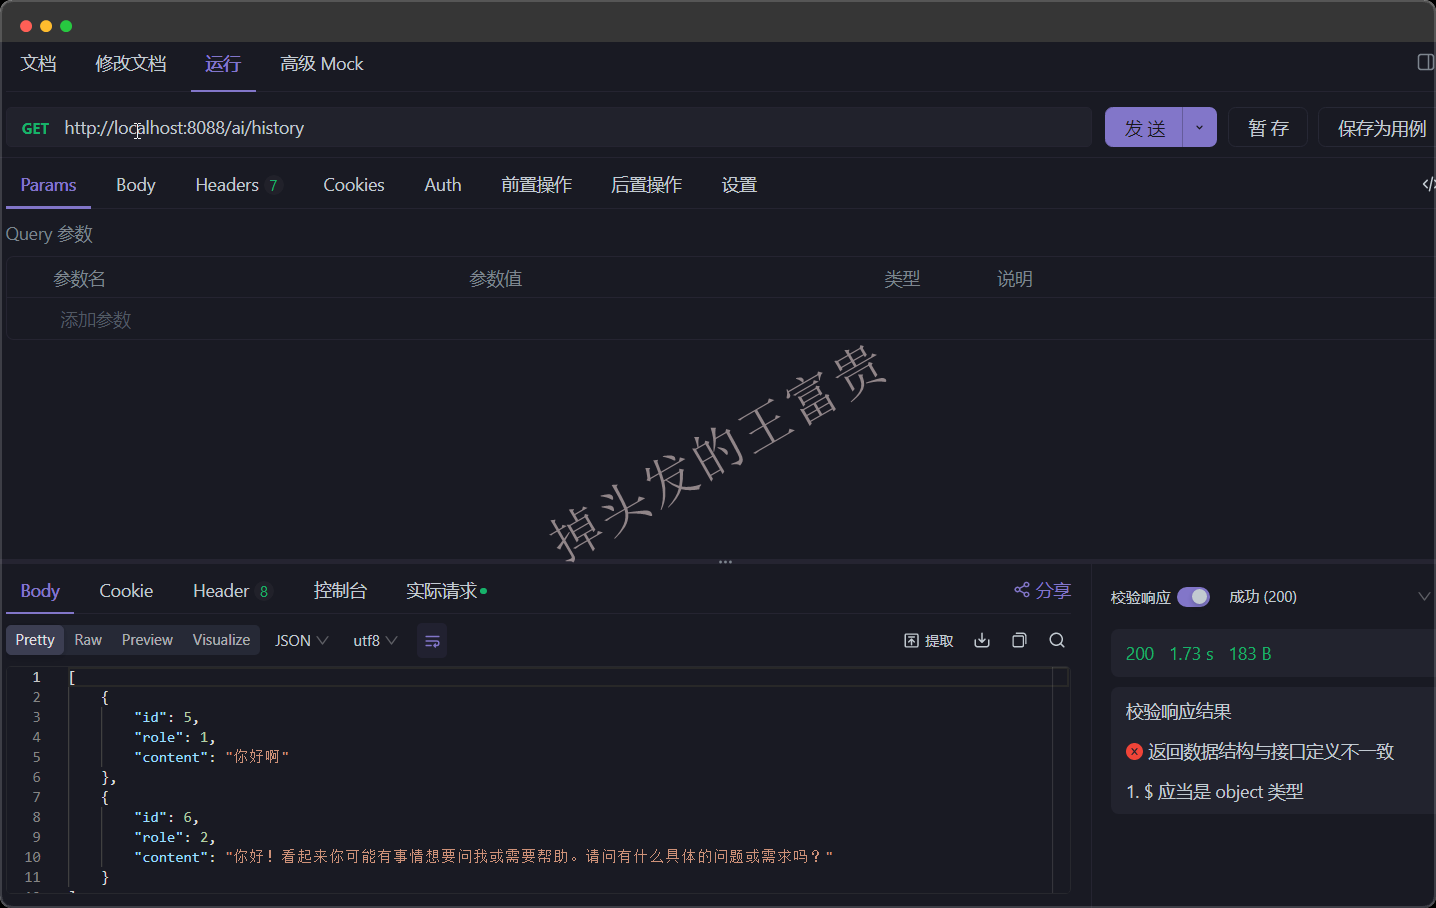 文档 修改文档 运行 高级 Mock
GET http://localhost:8088/ai/history 发 送 暂 存 保存为用例
Params Body Headers 7 Cookies Auth 前置操作 后置操作 设置
Query 参数
参数名 参数值 类型 说明
添加参数
掉头发的王富贵
Body Cookie Header 8 控制台 实际请求 分享
校验响应 成功 (200)
Pretty Raw Preview Visualize JSON utf8 提取
200 1.73 s 183 B
1 [
2 {
3 "id": 5,
4 "role": 1,
5 "content": "你好啊"
6 },
7 {
8 "id": 6,
9 "role": 2,
10 "content": "你好！看起来你可能有事情想要问我或需要帮助。请问有什么具体的问题或需求吗？"
11 }
校验响应结果
返回数据结构与接口定义不一致
1. $ 应当是 object 类型